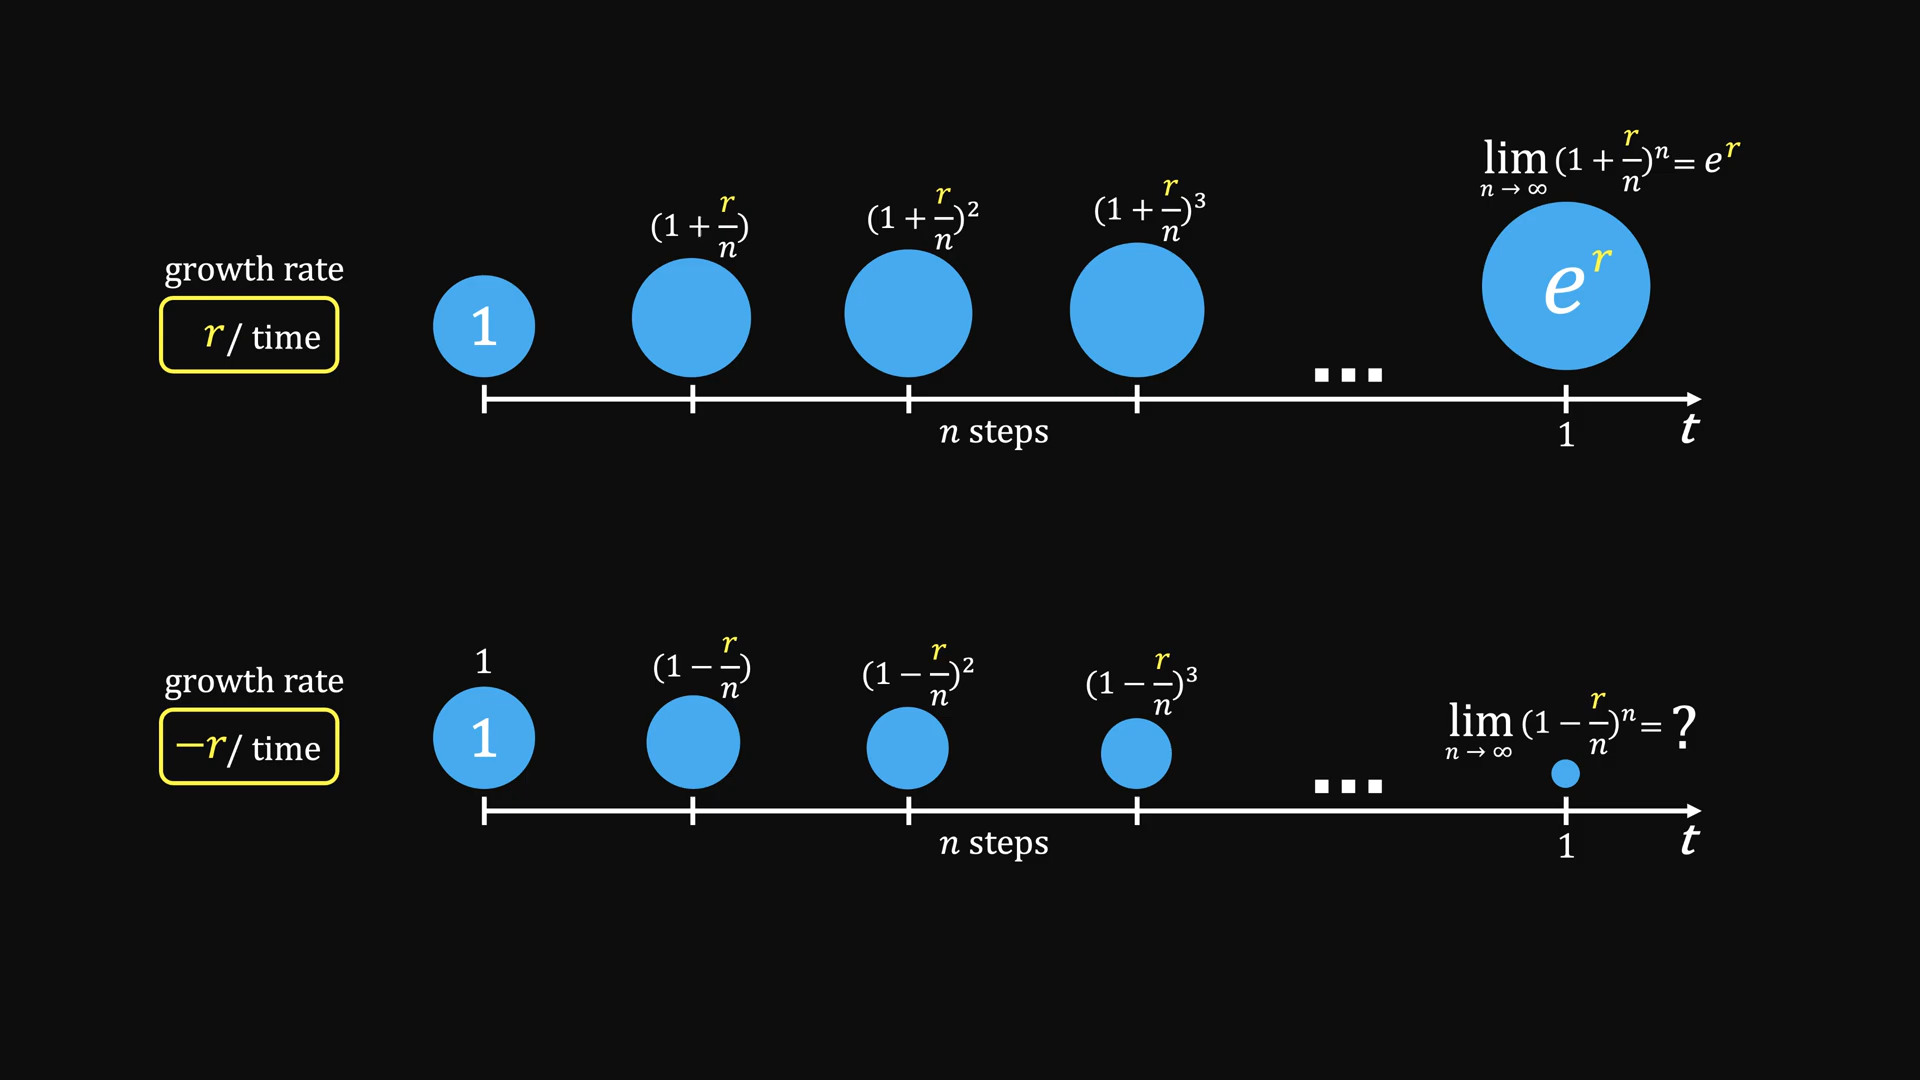 lim n → ∞ (1 + r/n)ⁿ = eʳ
(1 + r/n)
(1 + r/n)²
(1 + r/n)³
growth rate
r / time
1
eʳ
...
n steps
1
t
growth rate
−r / time
1
1
(1 − r/n)
(1 − r/n)²
(1 − r/n)³
lim n → ∞ (1 − r/n)ⁿ = ?
...
n steps
1
t